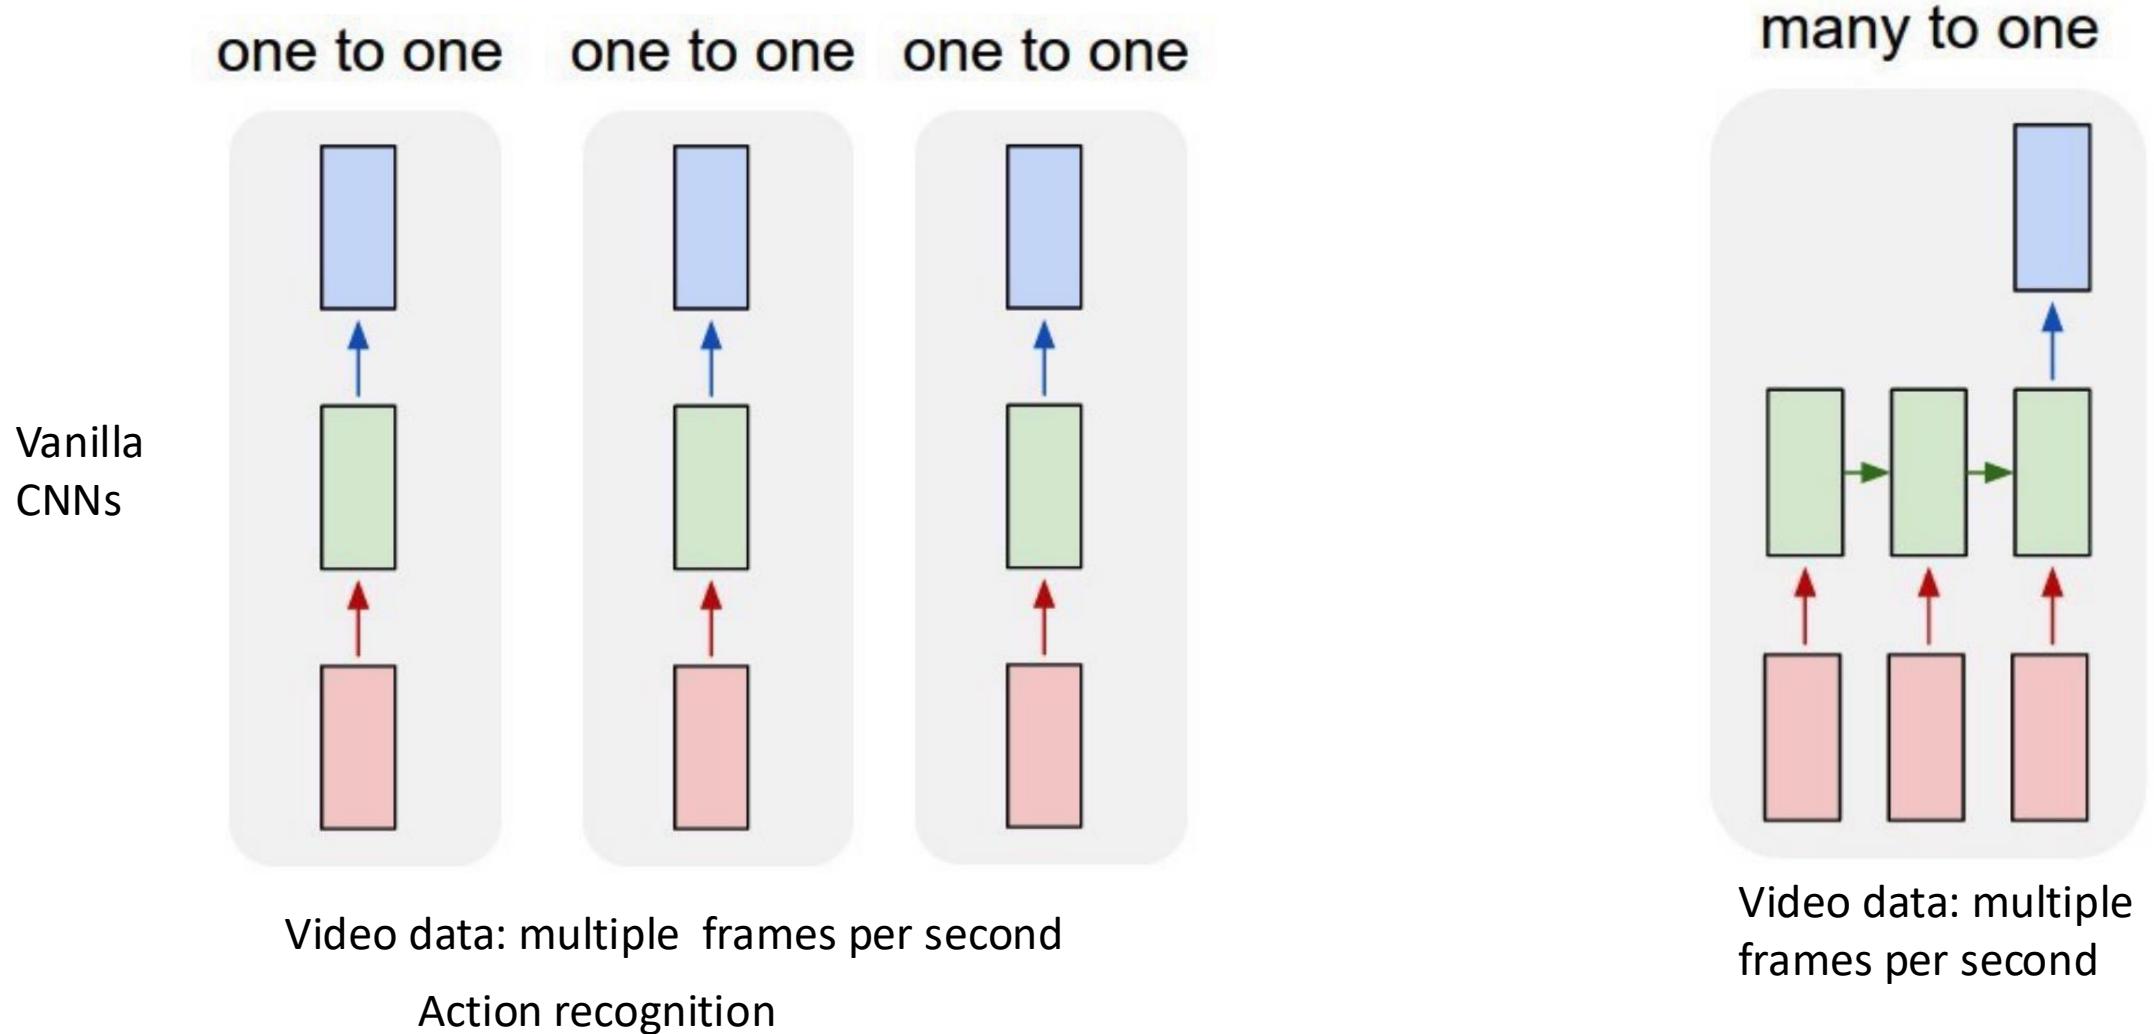 one to one
one to one
one to one
many to one
Vanilla
CNNs
Video data: multiple frames per second
Action recognition
Video data: multiple
frames per second